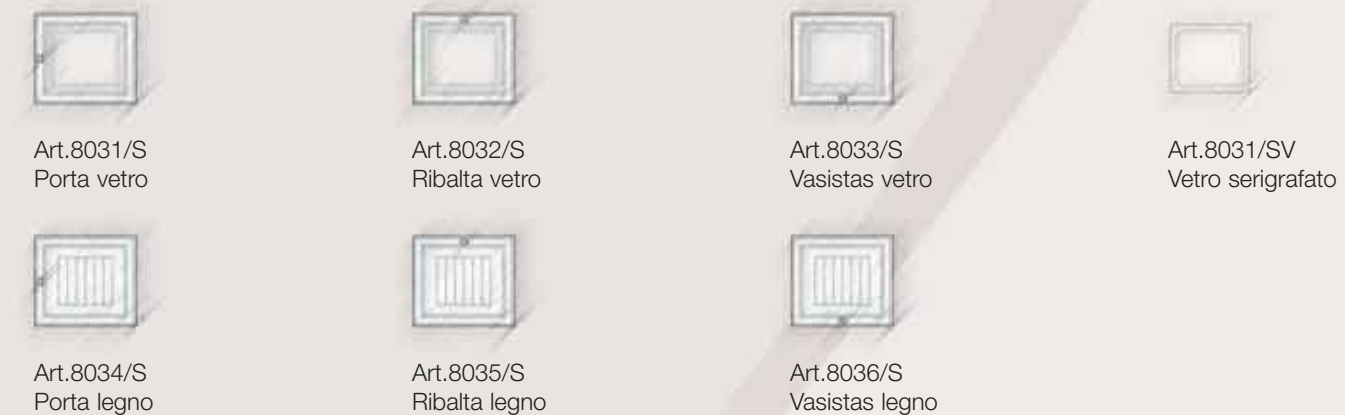 Art.8031/S
Porta vetro
Art.8032/S
Ribalta vetro
Art.8033/S
Vasistas vetro
Art.8031/SV
Vetro serigrafato
Art.8034/S
Porta legno
Art.8035/S
Ribalta legno
Art.8036/S
Vasistas legno